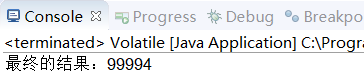 Console Progress Debug Breakpo
<terminated> Volatile [Java Application] C:\Progra
最终的结果：99994